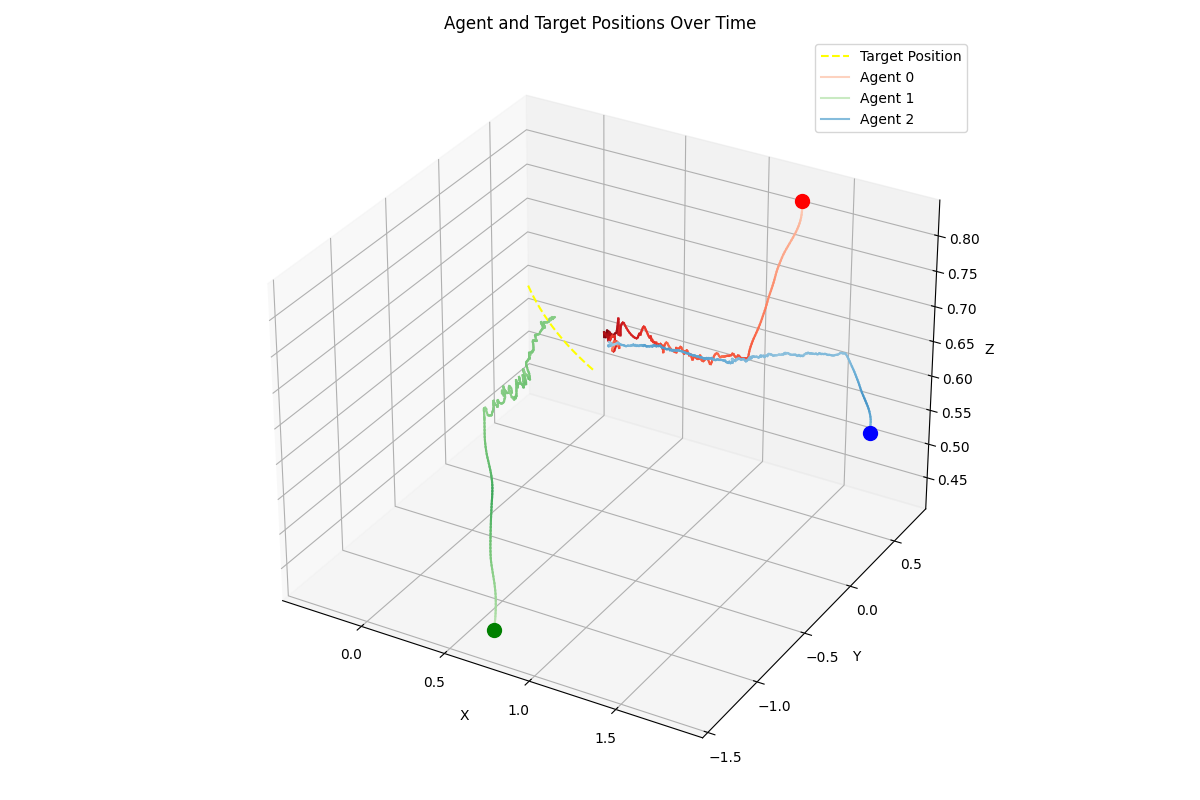 Agent and Target Positions Over Time
Target Position
Agent 0
Agent 1
Agent 2
0.80
0.75
0.70
0.65
Z
0.60
0.55
0.50
0.45
0.5
0.0
−0.5
Y
−1.0
−1.5
0.0
0.5
X
1.0
1.5